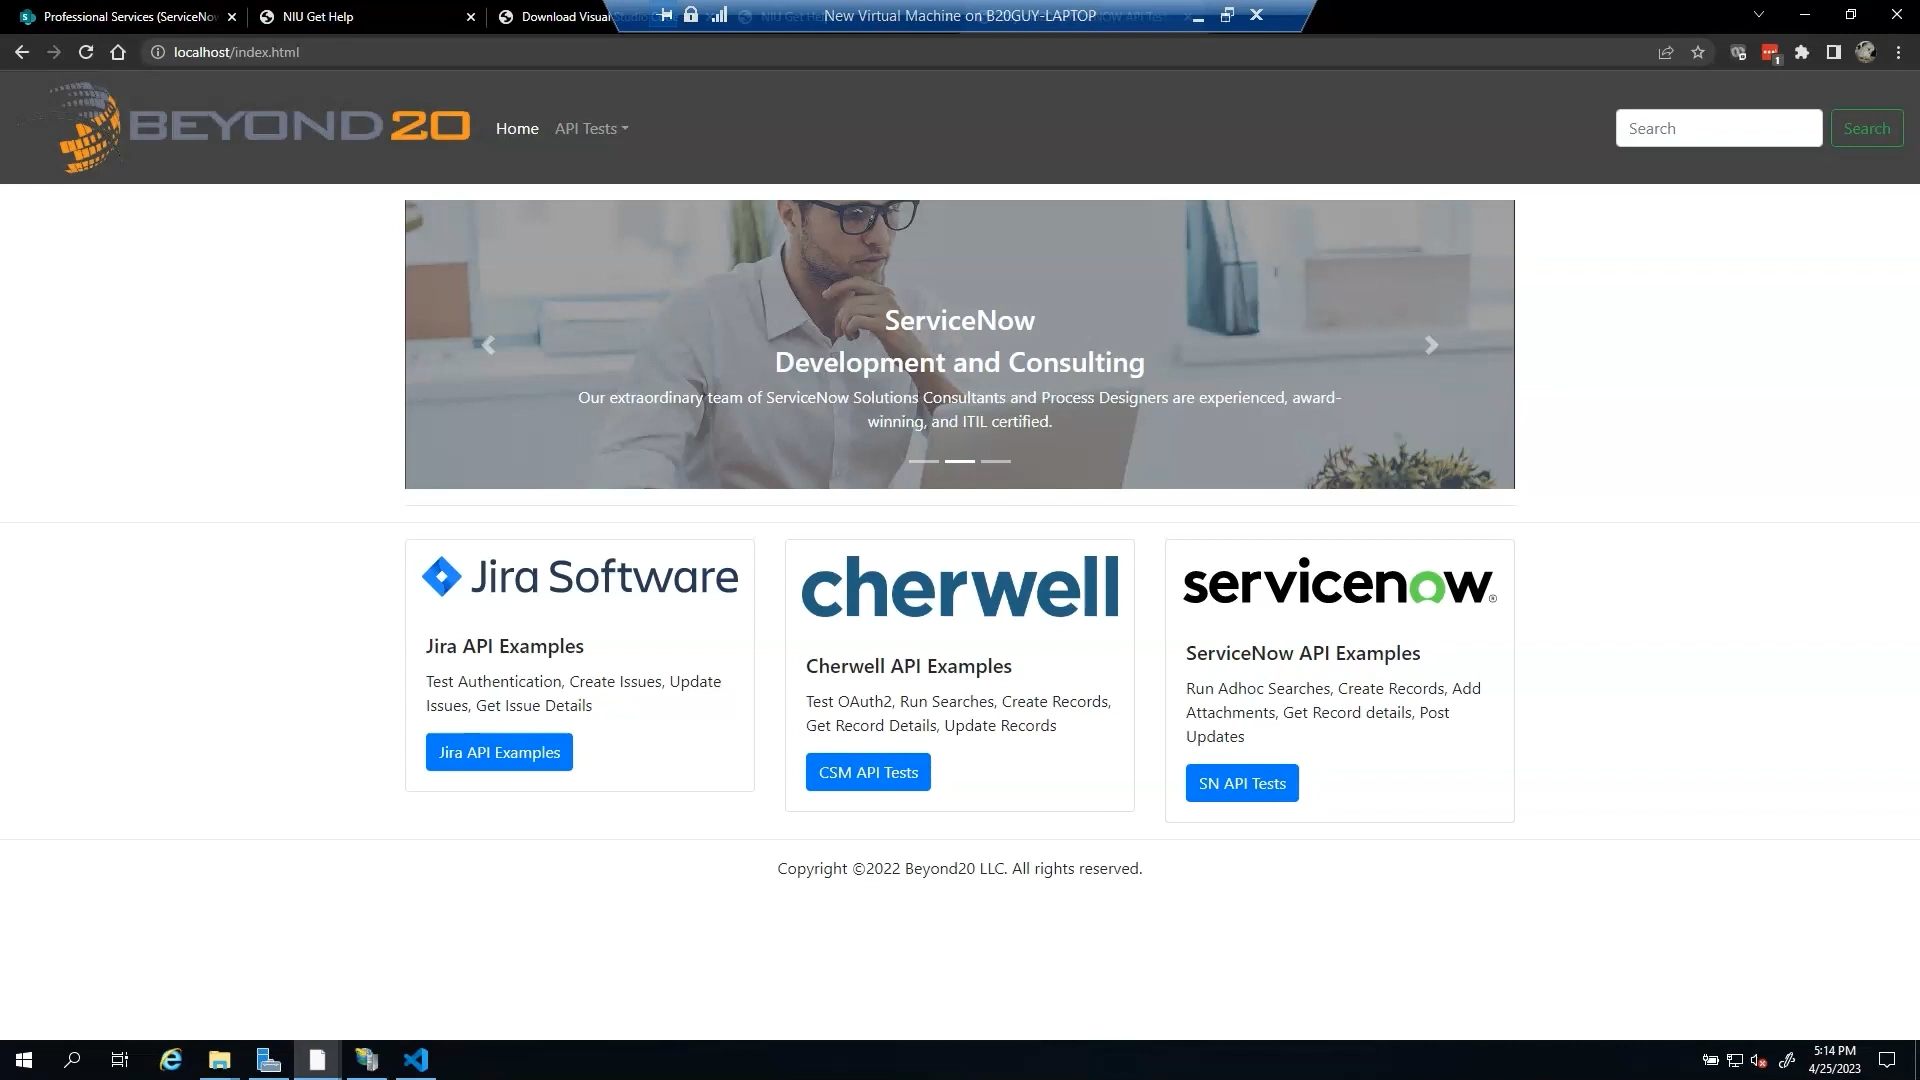 Professional Services (ServiceNow
NIU Get Help
Download Visual Studio
New Virtual Machine on B20GUY-LAPTOP
localhost/index.html
1
BEYOND20
Home
API Tests
Search
Search
ServiceNow
Development and Consulting
Our extraordinary team of ServiceNow Solutions Consultants and Process Designers are experienced, award-
winning, and ITIL certified.
Jira Software
Jira API Examples
Test Authentication, Create Issues, Update
Issues, Get Issue Details
Jira API Examples
cherwell
Cherwell API Examples
Test OAuth2, Run Searches, Create Records,
Get Record Details, Update Records
CSM API Tests
servicenow®
ServiceNow API Examples
Run Adhoc Searches, Create Records, Add
Attachments, Get Record details, Post
Updates
SN API Tests
Copyright ©2022 Beyond20 LLC. All rights reserved.
5:14 PM
4/25/2023